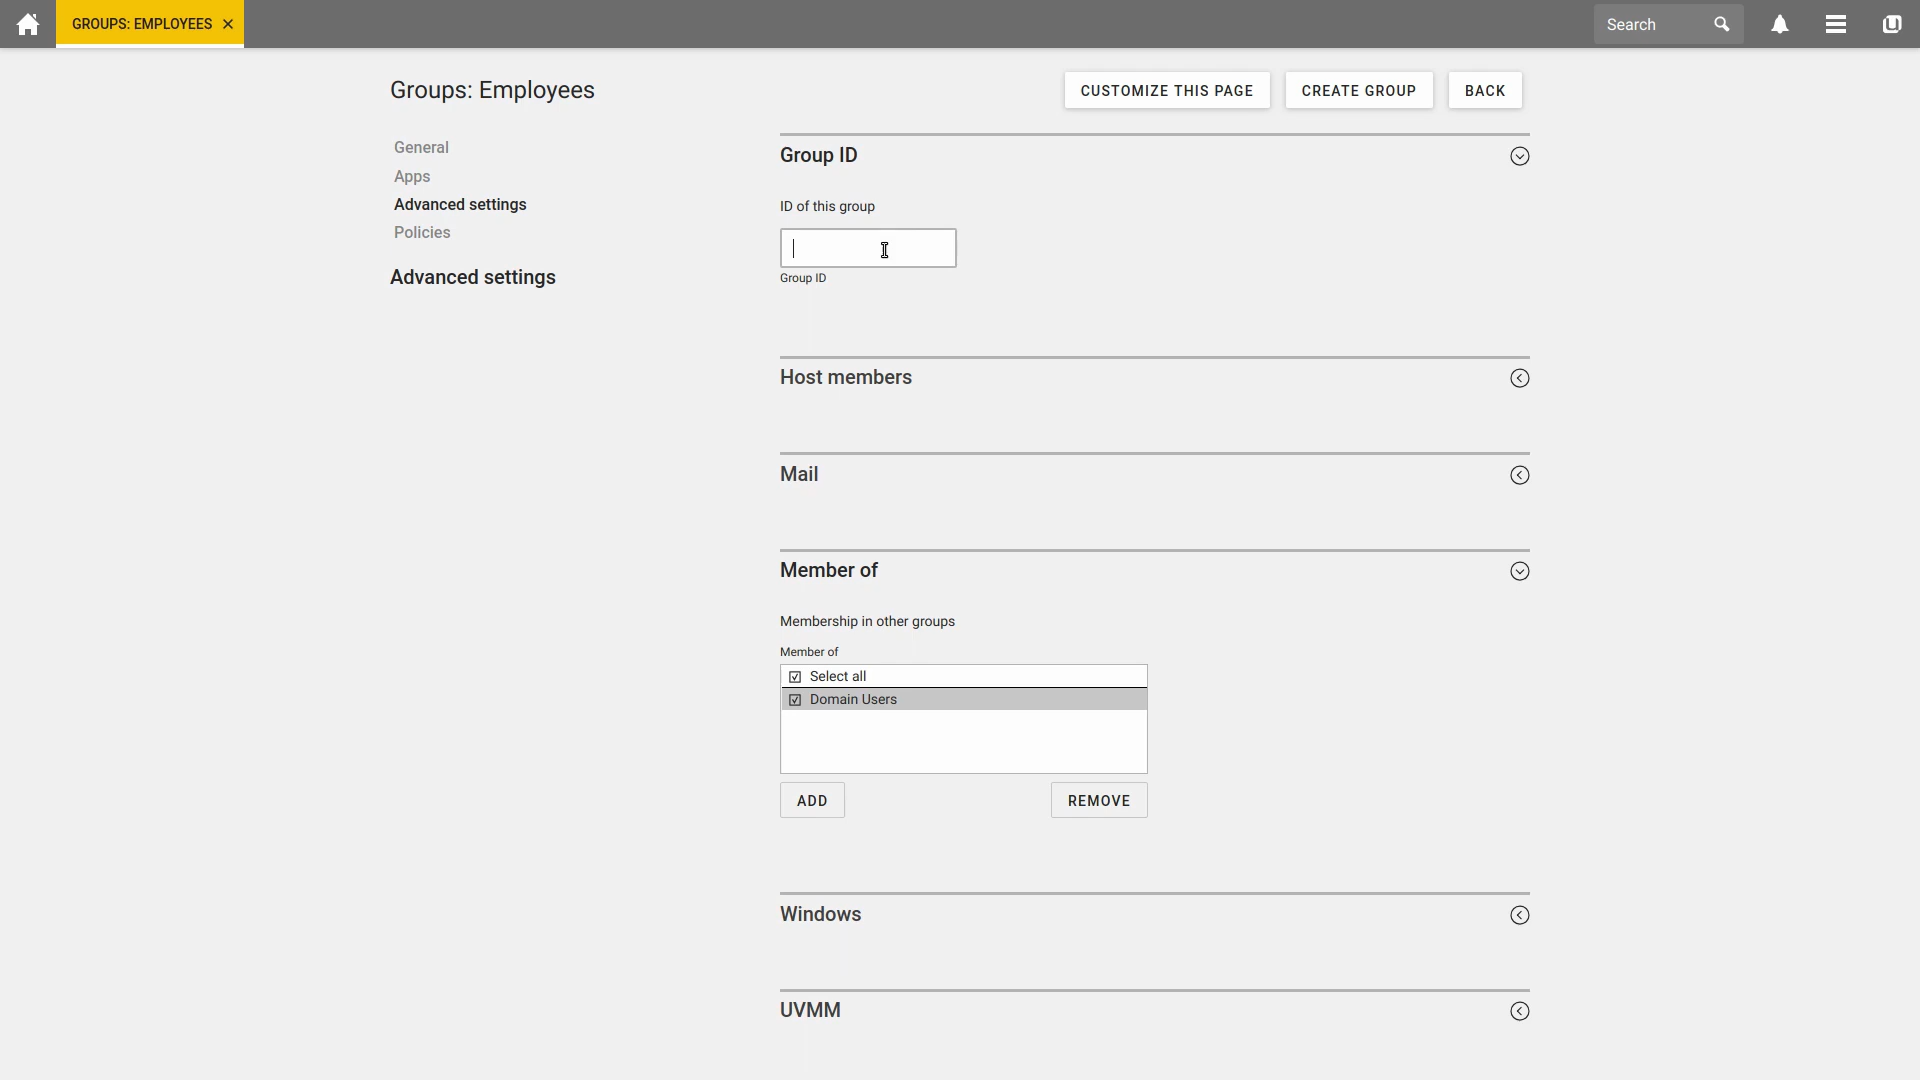 GROUPS: EMPLOYEES
Search
Groups: Employees
CUSTOMIZE THIS PAGE
CREATE GROUP
BACK
General
Apps
Advanced settings
Policies
Advanced settings
Group ID
ID of this group
Group ID
Host members
Mail
Member of
Membership in other groups
Member of
Select all
Domain Users
ADD
REMOVE
Windows
UVMM